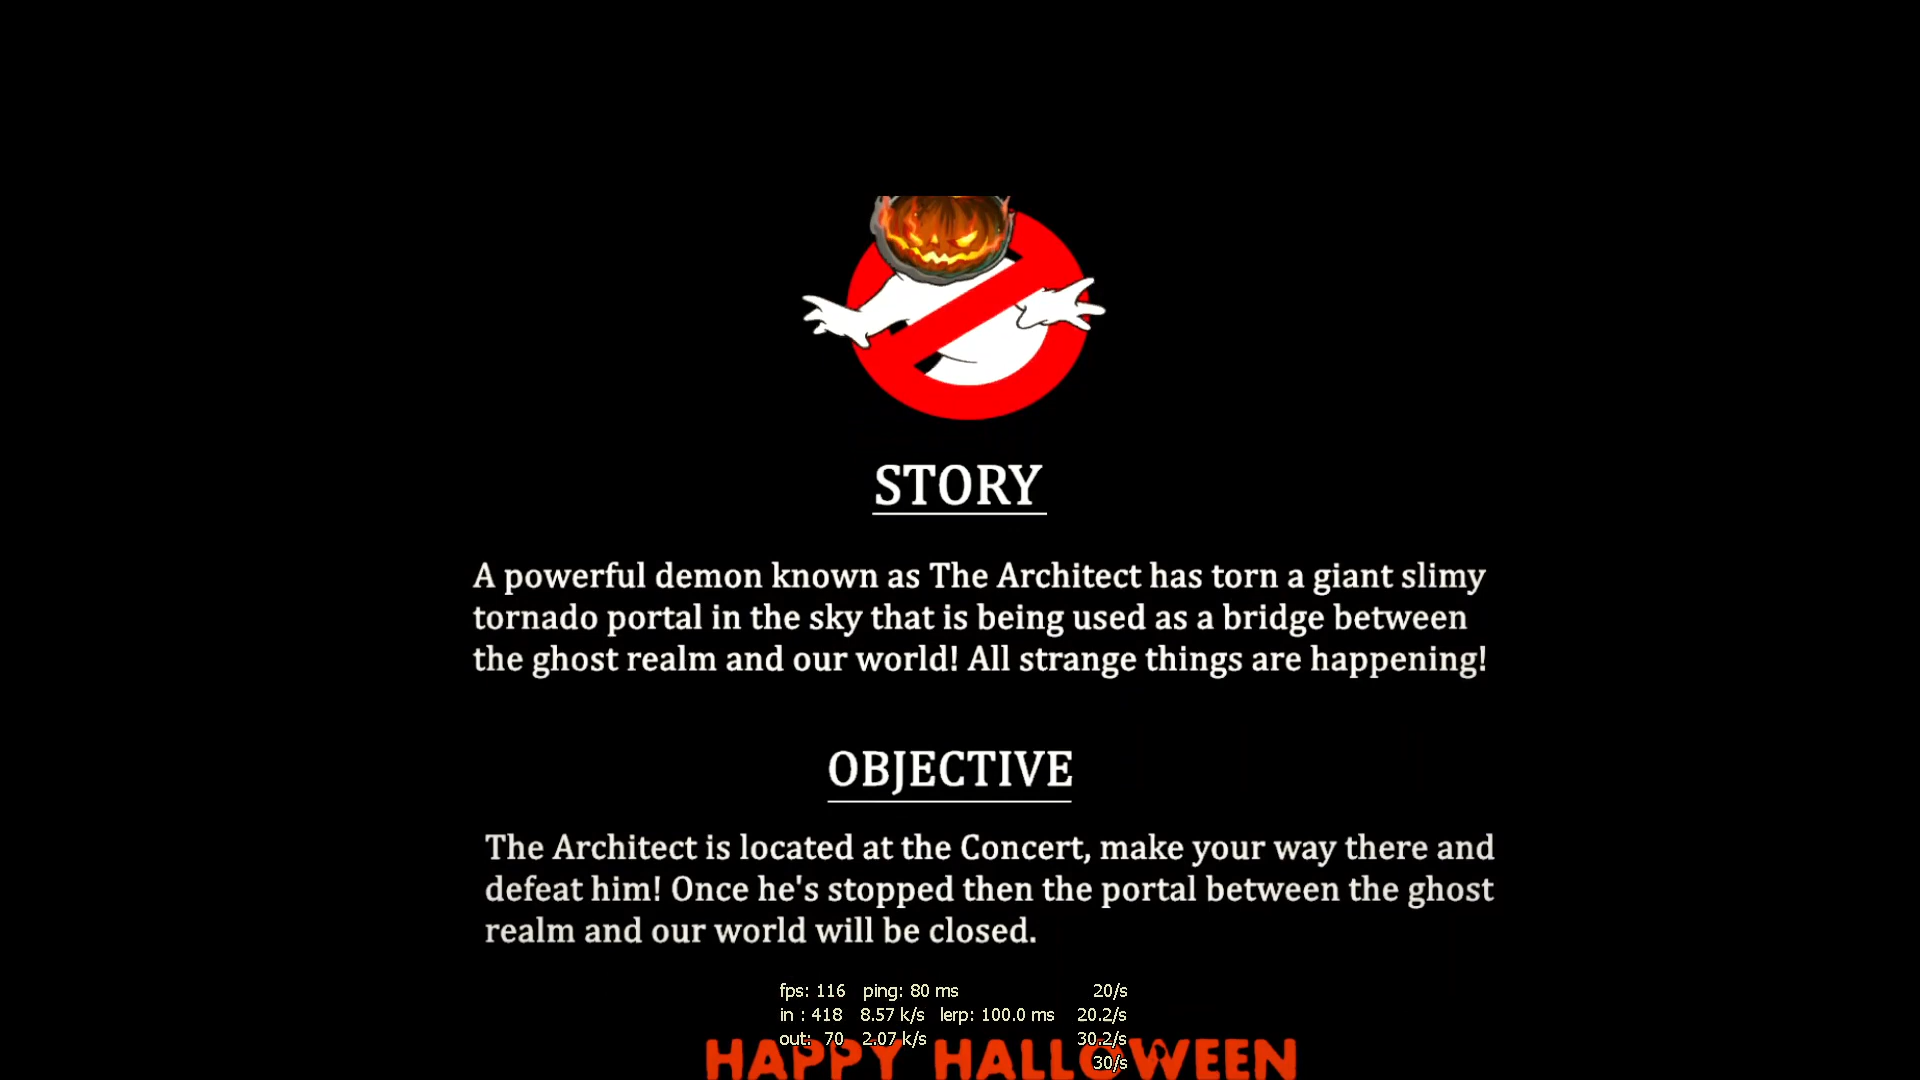 STORY
A powerful demon known as The Architect has torn a giant slimy
tornado portal in the sky that is being used as a bridge between
the ghost realm and our world! All strange things are happening!
OBJECTIVE
The Architect is located at the Concert, make your way there and
defeat him! Once he's stopped then the portal between the ghost
realm and our world will be closed.
fps: 116 ping: 80 ms 20/s
in : 418 8.57 k/s lerp: 100.0 ms 20.2/s
out: 70 2.07 k/s 30.2/s
30/s
HAPPY HALLOWEEN